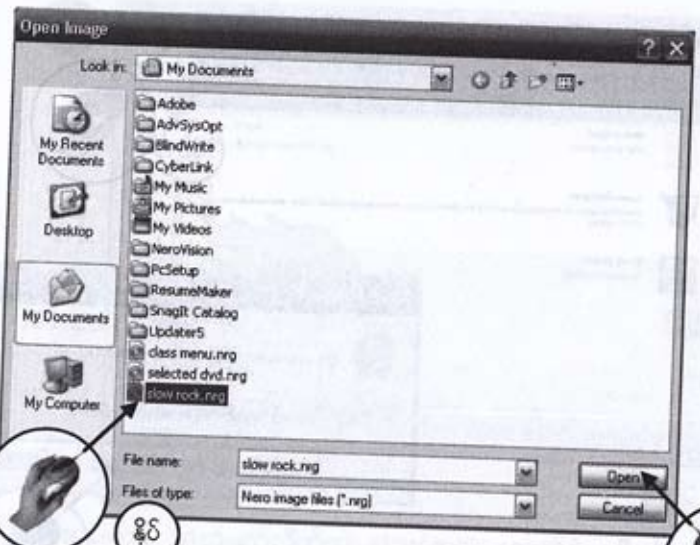 Open Image
Look in: My Documents
My Recent Documents
Desktop
My Documents
My Computer
Adobe
AdvSysOpt
BlindWrite
CyberLink
My Music
My Pictures
My Videos
NeroVision
PcSetup
ResumeMaker
SnagIt Catalog
Updater5
class menu.nrg
selected dvd.nrg
slow rock.nrg
File name: slow rock.nrg Open
Files of type: Nero image files (*.nrg) Cancel
နှိပ်